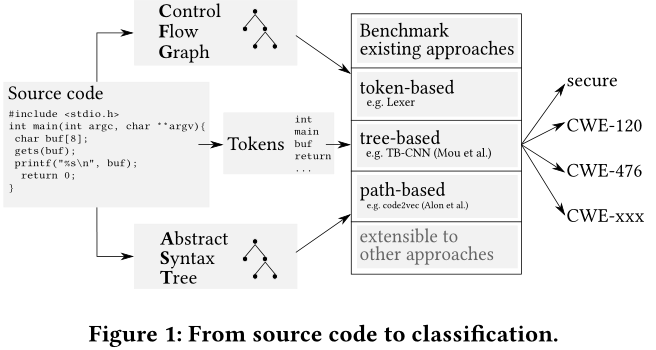 Control
Flow
Graph
Source code
#include <stdio.h>
int main(int argc, char **argv){
char buf[8];
gets(buf);
printf("%s\n", buf);
return 0;
}
Tokens
int
main
buf
return
...
Abstract
Syntax
Tree
Benchmark
existing approaches
token-based
e.g. Lexer
tree-based
e.g. TB-CNN (Mou et al.)
path-based
e.g. code2vec (Alon et al.)
extensible to
other approaches
secure
CWE-120
CWE-476
CWE-xxx
Figure 1: From source code to classification.